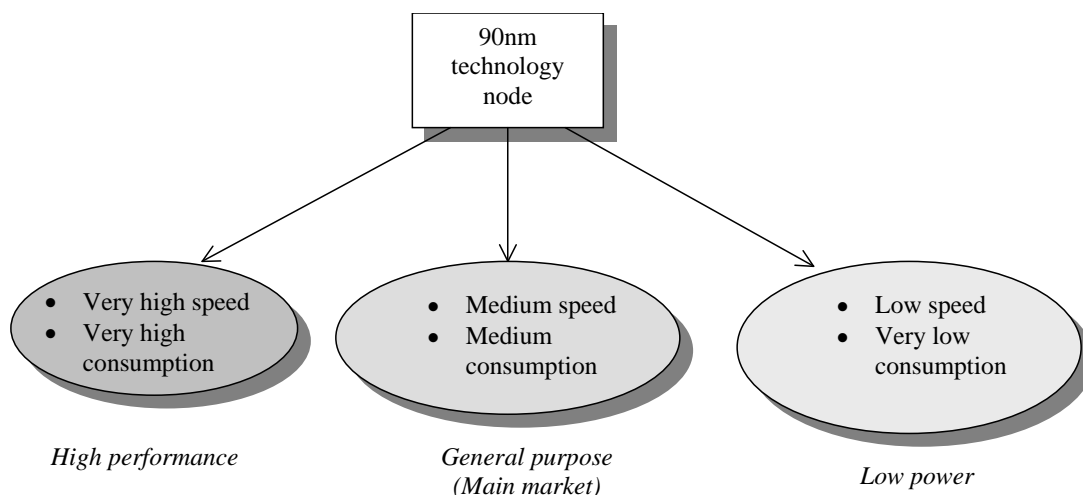 90nm
technology
node
• Very high speed
• Very high
consumption
• Medium speed
• Medium
consumption
• Low speed
• Very low
consumption
High performance
General purpose
(Main market)
Low power